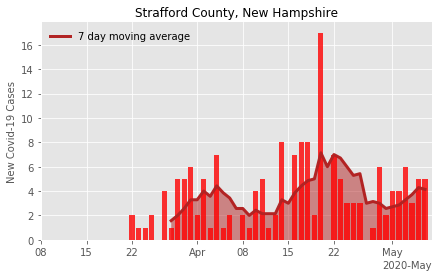 Strafford County, New Hampshire
7 day moving average
New Covid-19 Cases
16
14
12
10
8
6
4
2
0
08 15 22 Apr 08 15 22 May
2020-May